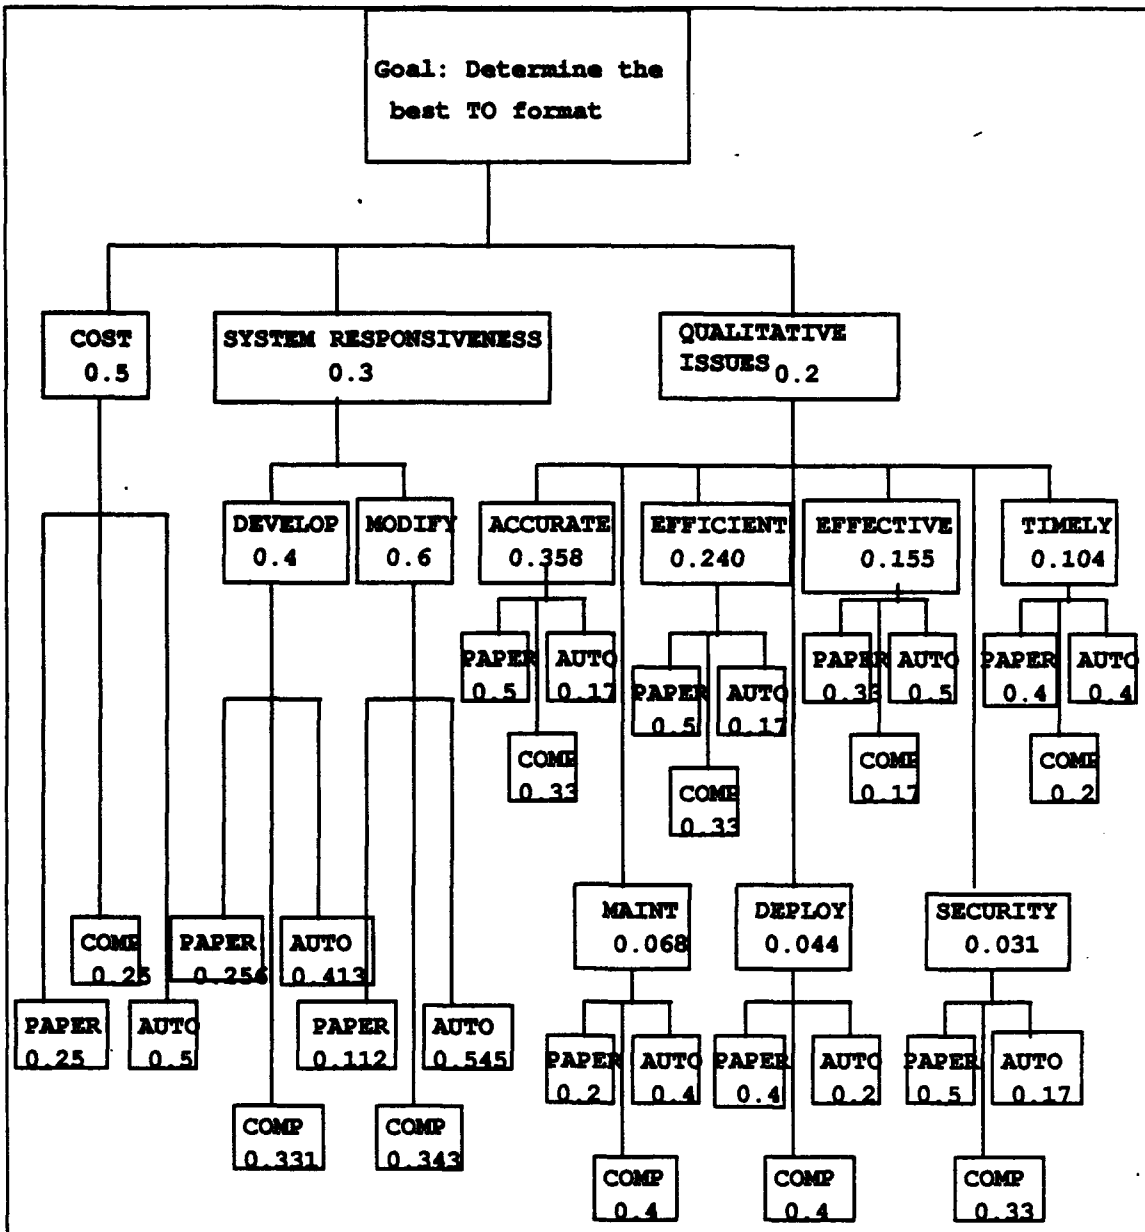 Goal: Determine the
best TO format
COST
0.5
SYSTEM RESPONSIVENESS
0.3
QUALITATIVE
ISSUES 0.2
DEVELOP
0.4
MODIFY
0.6
ACCURATE
0.358
EFFICIENT
0.240
EFFECTIVE
0.155
TIMELY
0.104
PAPER
0.5
AUTO
0.17
COMP
0.33
PAPER
0.5
AUTO
0.17
COMP
0.33
PAPER
0.33
AUTO
0.5
COMP
0.17
PAPER
0.4
AUTO
0.4
COMP
0.2
MAINT
0.068
DEPLOY
0.044
SECURITY
0.031
COMP
0.25
PAPER
0.256
AUTO
0.413
PAPER
0.25
AUTO
0.5
PAPER
0.112
AUTO
0.545
COMP
0.331
COMP
0.343
PAPER
0.2
AUTO
0.4
COMP
0.4
PAPER
0.4
AUTO
0.2
COMP
0.4
PAPER
0.5
AUTO
0.17
COMP
0.33